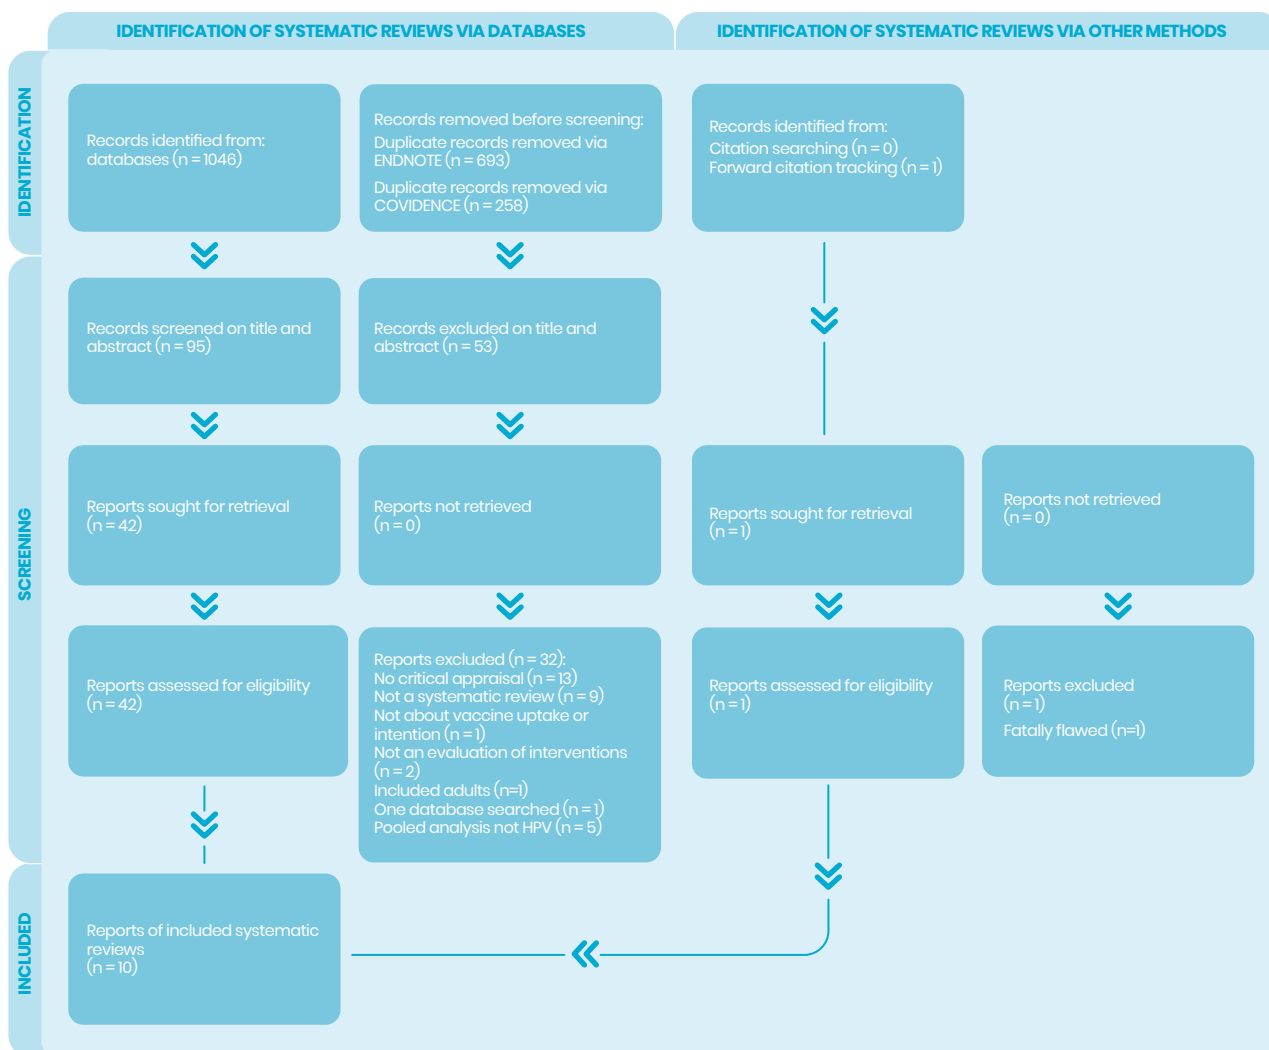 IDENTIFICATION OF SYSTEMATIC REVIEWS VIA DATABASES
IDENTIFICATION OF SYSTEMATIC REVIEWS VIA OTHER METHODS
IDENTIFICATION
Records identified from:
databases (n = 1046)
Records removed before screening:
Duplicate records removed via
ENDNOTE (n = 693)
Duplicate records removed via
COVIDENCE (n = 258)
Records identified from:
Citation searching (n = 0)
Forward citation tracking (n = 1)
SCREENING
Records screened on title and
abstract (n = 95)
Records excluded on title and
abstract (n = 53)
Reports sought for retrieval
(n = 42)
Reports not retrieved
(n = 0)
Reports sought for retrieval
(n = 1)
Reports not retrieved
(n = 0)
Reports assessed for eligibility
(n = 42)
Reports excluded (n = 32):
No critical appraisal (n = 13)
Not a systematic review (n = 9)
Not about vaccine uptake or
intention (n = 1)
Not an evaluation of interventions
(n = 2)
Included adults (n=1)
One database searched (n = 1)
Pooled analysis not HPV (n = 5)
Reports assessed for eligibility
(n = 1)
Reports excluded
(n = 1)
Fatally flawed (n=1)
INCLUDED
Reports of included systematic
reviews
(n = 10)